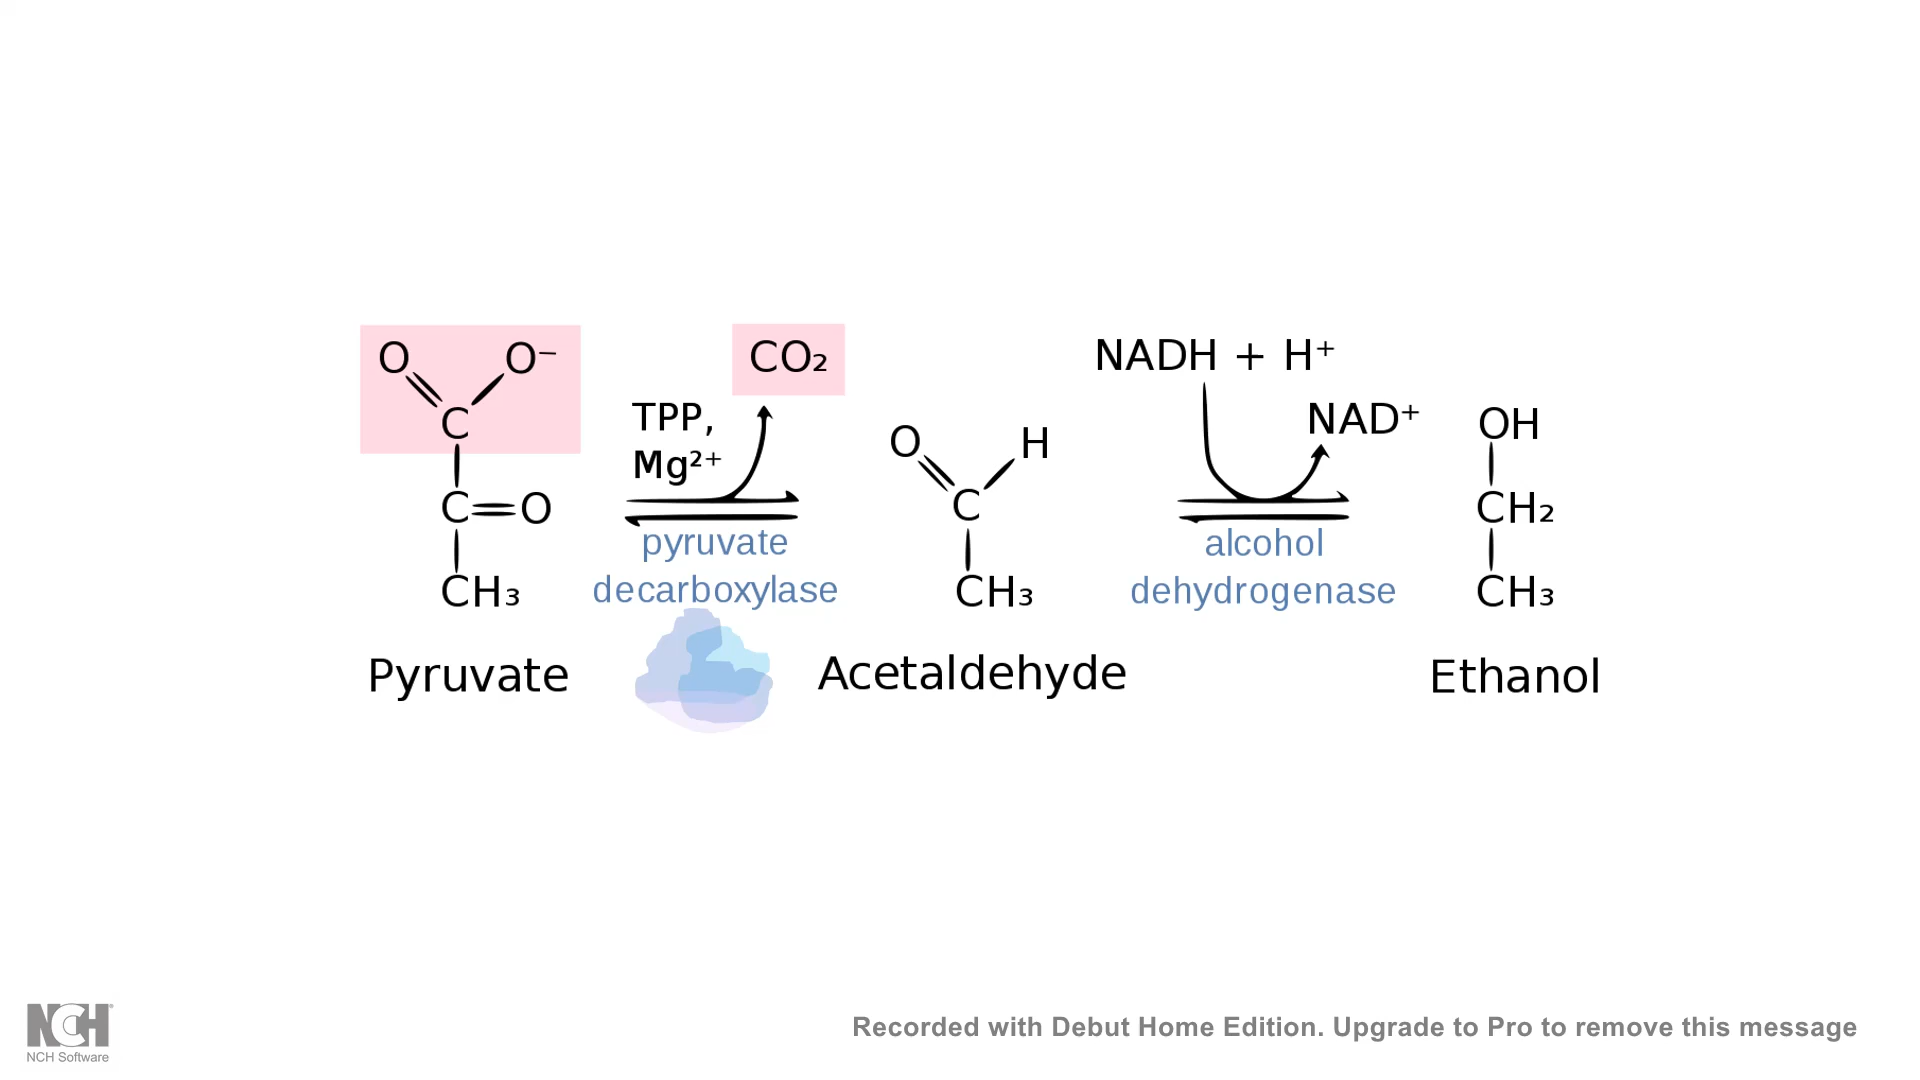 O O⁻
C
C=O
CH₃
Pyruvate
TPP,
Mg²⁺
CO₂
pyruvate
decarboxylase
O H
C
CH₃
Acetaldehyde
NADH + H⁺
NAD⁺
alcohol
dehydrogenase
OH
CH₂
CH₃
Ethanol
NCH
NCH Software
Recorded with Debut Home Edition. Upgrade to Pro to remove this message